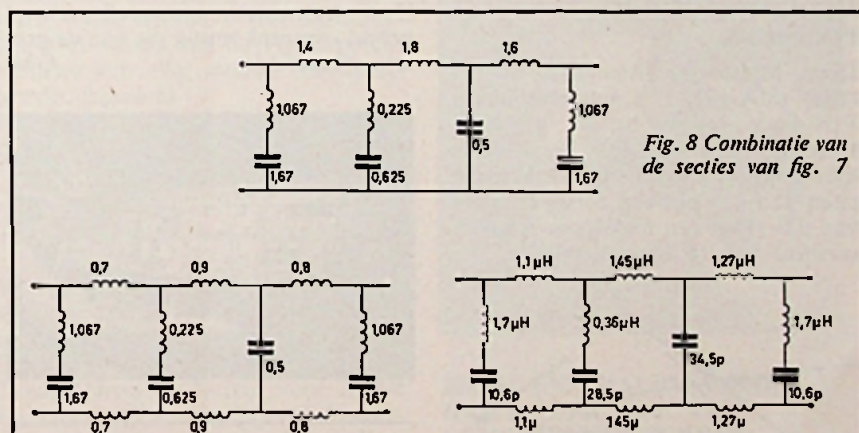 1,4
1,8
1,6
1,067
0,225
0,5
1,067
1,67
0,625
1,67
Fig. 8 Combinatie van
de secties van fig. 7
0,7
0,9
0,8
1,067
0,225
0,5
1,067
1,67
0,625
1,67
0,7
0,9
0,8
1,1µH
1,45µH
1,27µH
1,7µH
0,36µH
34,5p
1,7µH
10,6p
28,5p
10,6p
1,1µ
145µ
1,27µ